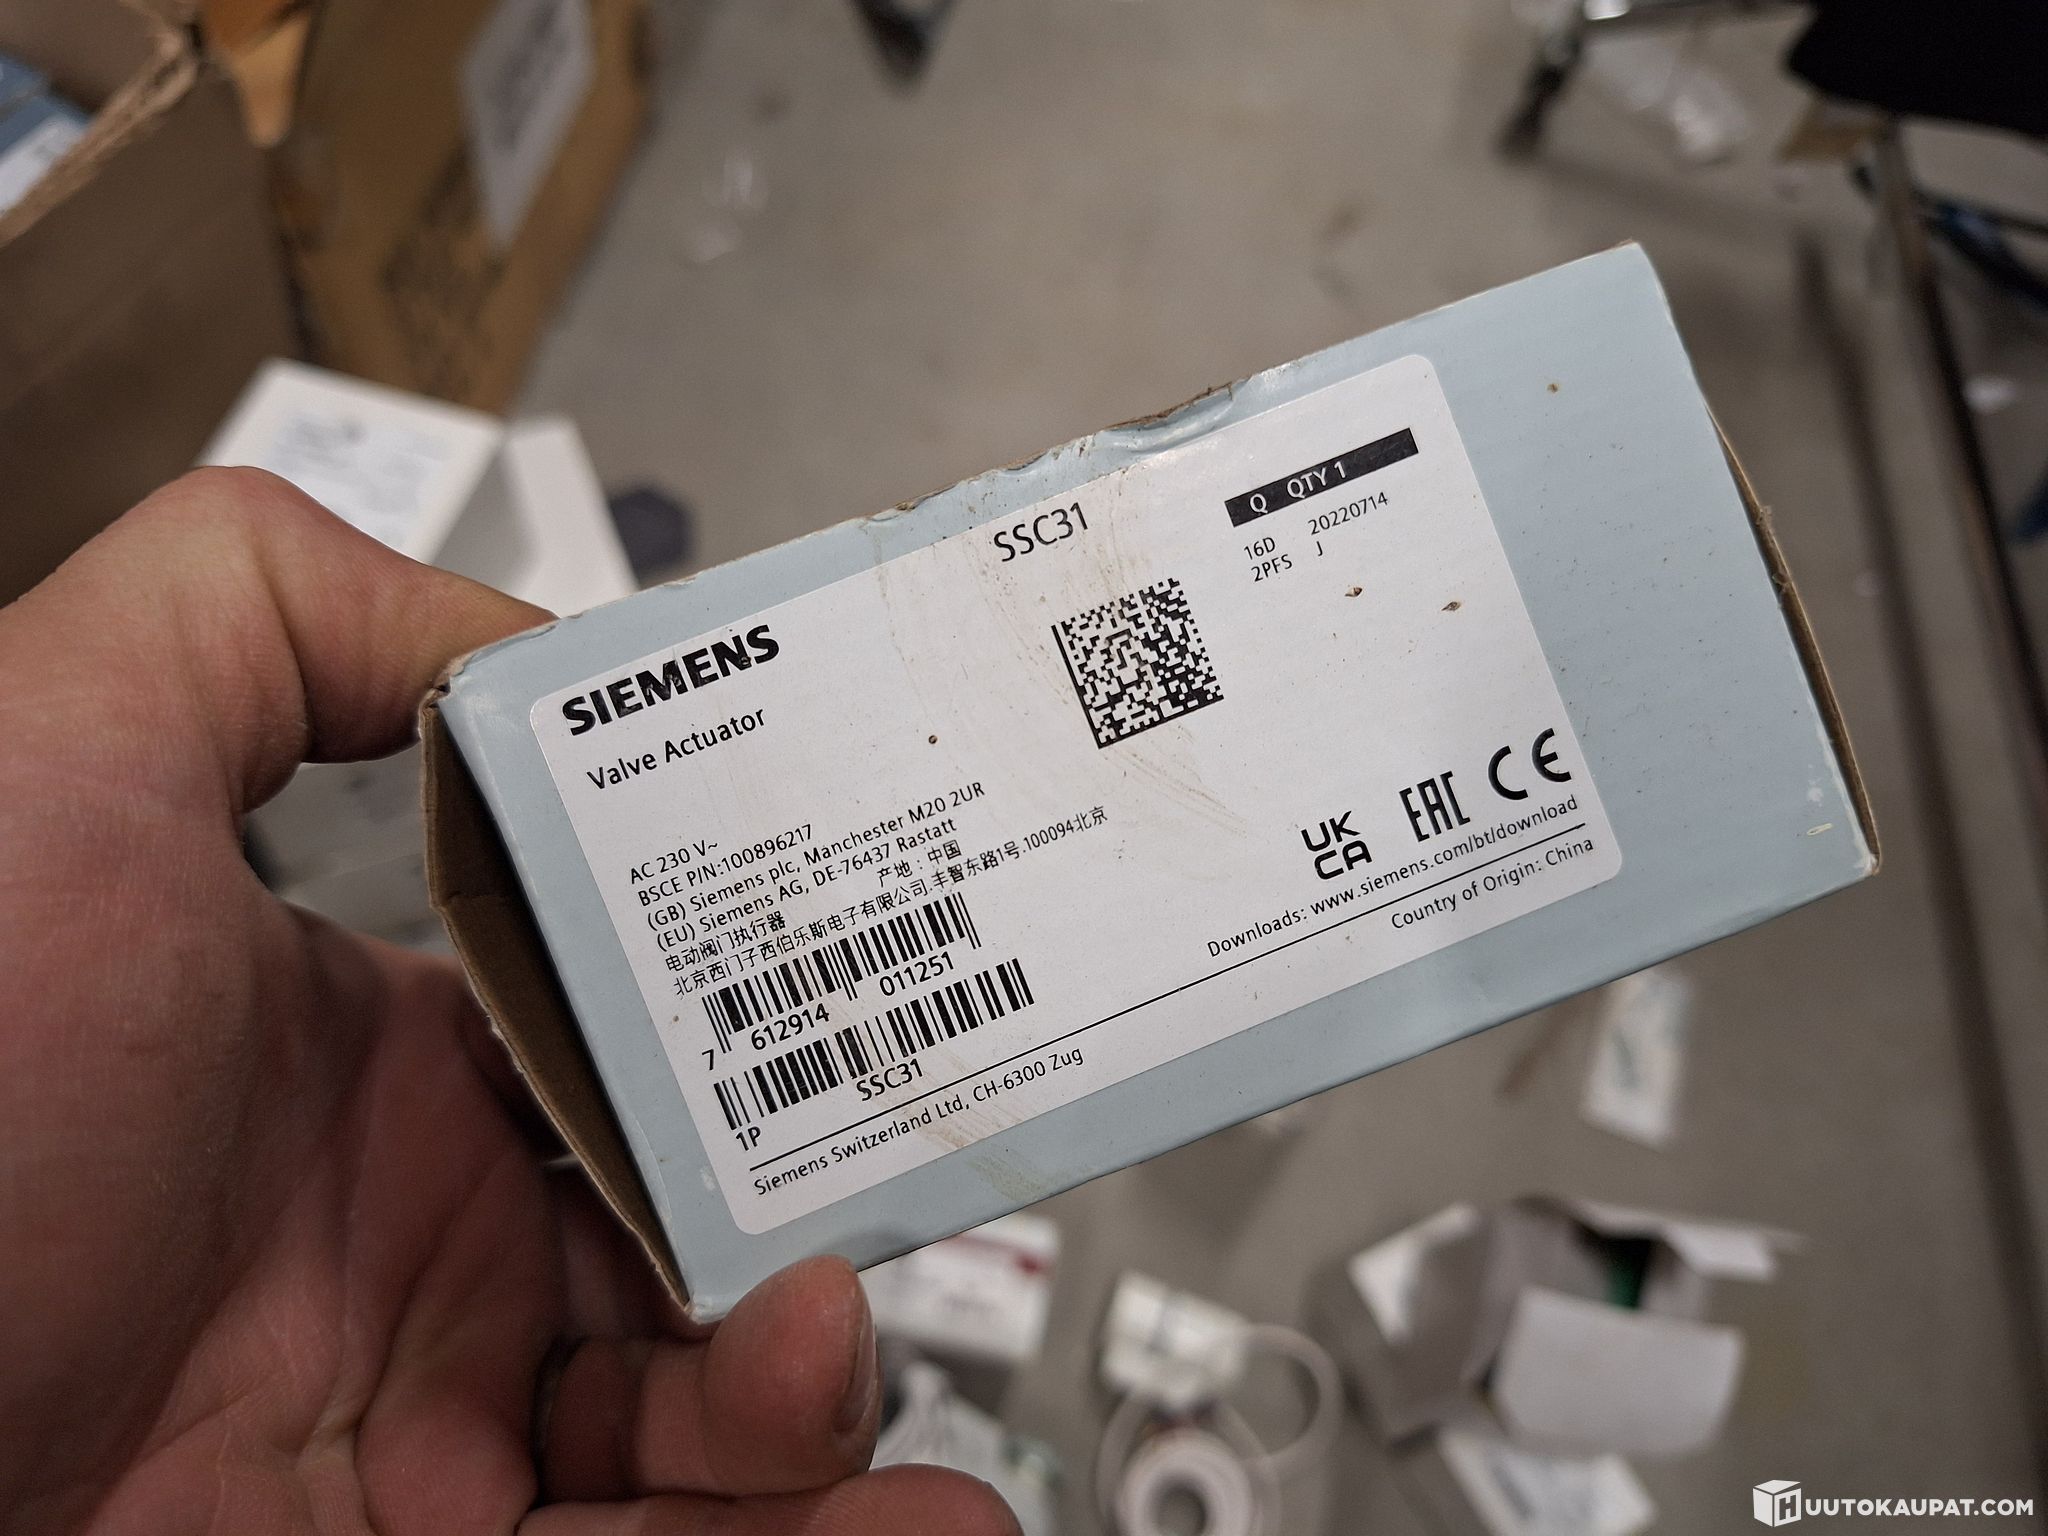 SSC31
Q QTY 1
16D 20220714
2PFS J
SIEMENS
Valve Actuator
AC 230 V~
BSCE P/N:100896217
(GB) Siemens plc, Manchester M20 2UR
(EU) Siemens AG, DE-76437 Rastatt
电动阀门执行器 产地：中国
北京西门子西伯乐斯电子有限公司.丰智东路1号.100094北京
7 612914 011251
SSC31
1P
UK
CA
EAC CE
Downloads: www.siemens.com/bt/download
Country of Origin: China
Siemens Switzerland Ltd, CH-6300 Zug
HUUTOKAUPAT.COM